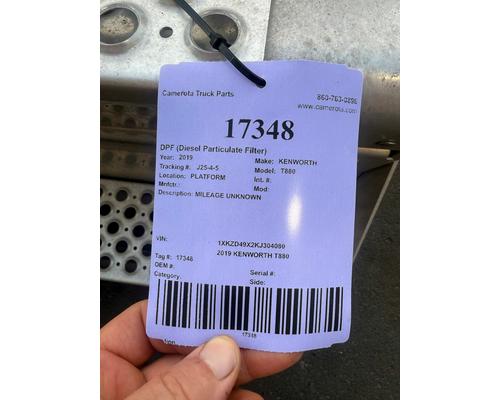 Camerota Truck Parts 860-763-0896
www.camerota.com
17348
DPF (Diesel Particulate Filter)
Year: 2019 Make: KENWORTH
Tracking #: J25-4-5 Model: T880
Location: PLATFORM Int. #:
Mnfctr.: Mod:
Description: MILEAGE UNKNOWN
VIN: 1XKZD49X2KJ304080
Tag #: 17348 2019 KENWORTH T880
OEM #: Serial #:
Category: Side:
17348